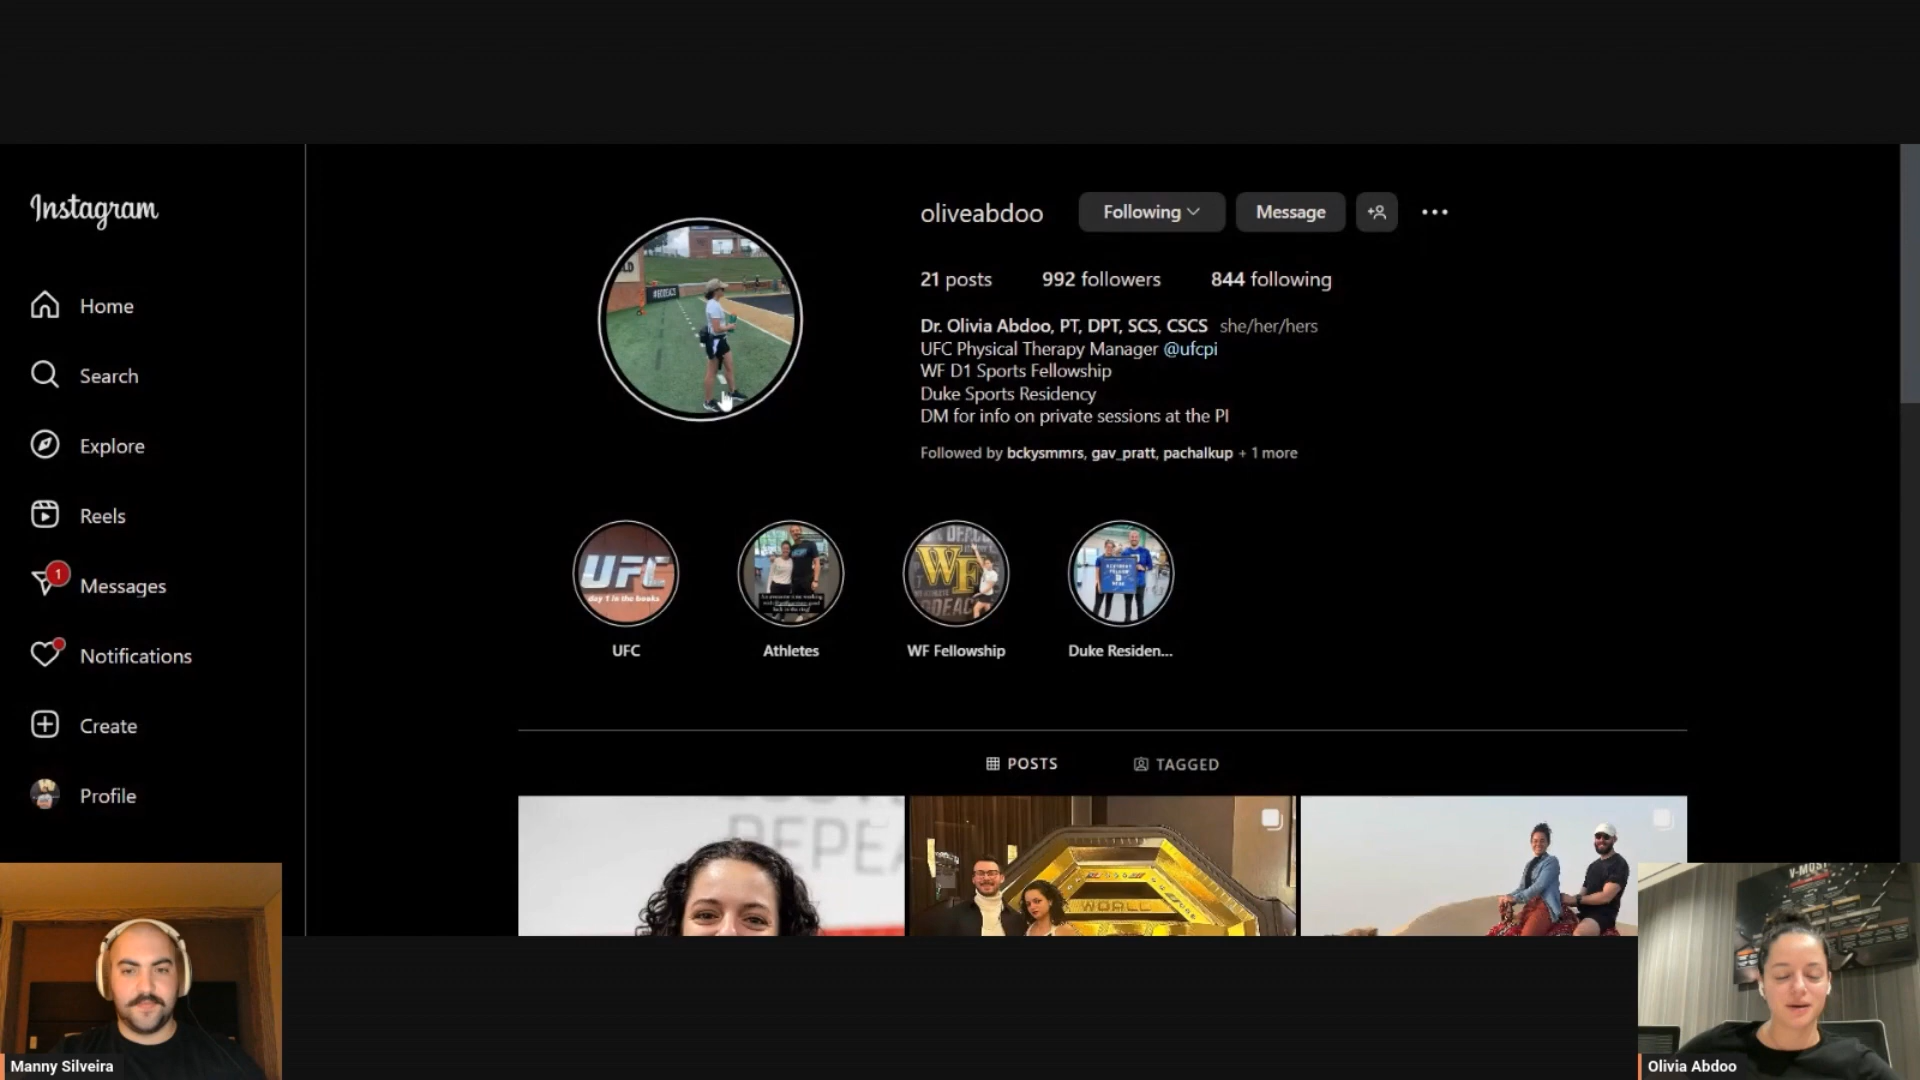 Instagram
Home
Search
Explore
Reels
1
Messages
Notifications
Create
Profile
oliveabdoo
Following
Message
21 posts
992 followers
844 following
Dr. Olivia Abdoo, PT, DPT, SCS, CSCS she/her/hers
UFC Physical Therapy Manager @ufcpi
WF D1 Sports Fellowship
Duke Sports Residency
DM for info on private sessions at the PI
Followed by bckysmmrs, gav_pratt, pachalkup + 1 more
UFC
day 1 in the books
WF
UFC
Athletes
WF Fellowship
Duke Residen...
POSTS
TAGGED
REPEA
WORLD
V-MOST
Manny Silveira
Olivia Abdoo